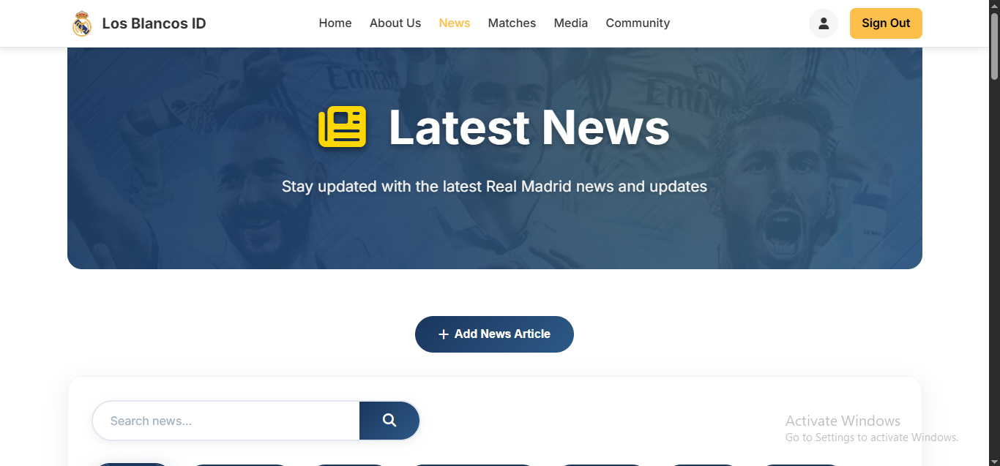 Los Blancos ID
Home
About Us
News
Matches
Media
Community
Sign Out
Latest News
Stay updated with the latest Real Madrid news and updates
+ Add News Article
Search news...
Activate Windows
Go to Settings to activate Windows.